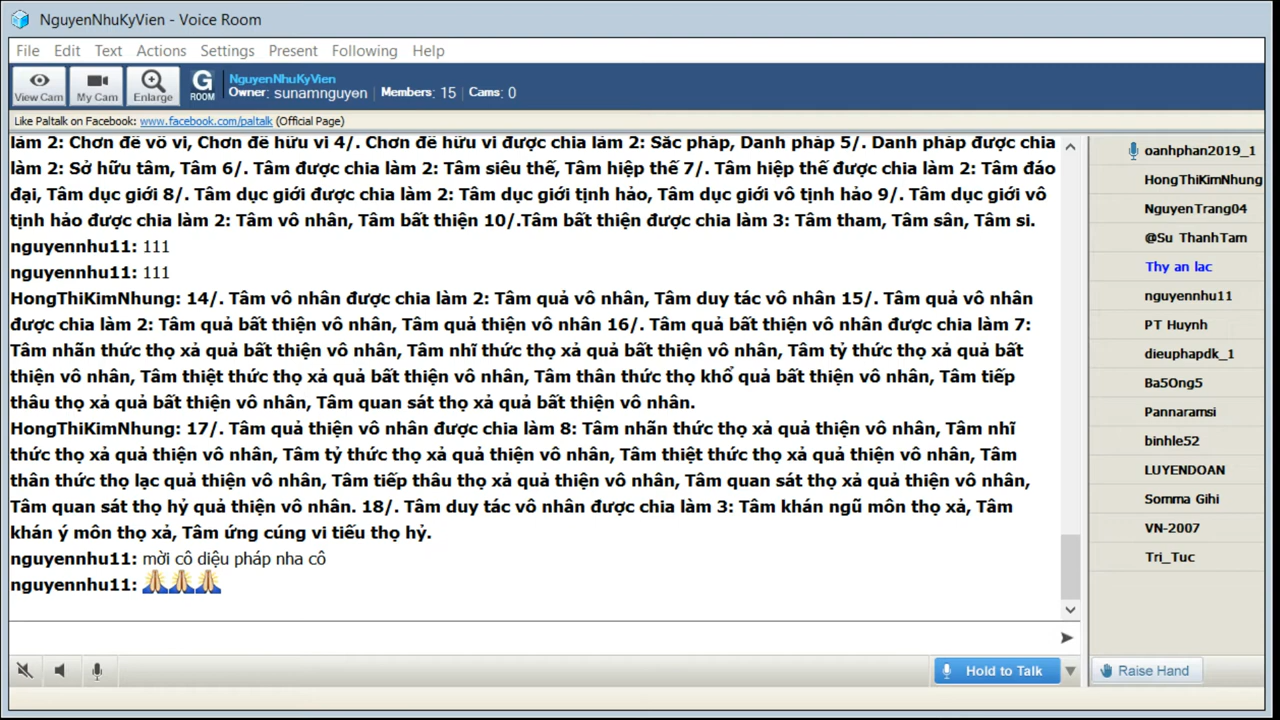 NguyenNhuKyVien - Voice Room
File Edit Text Actions Settings Present Following Help
View Cam My Cam Enlarge G ROOM
NguyenNhuKyVien
Owner: sunamnguyen | Members: 15 | Cams: 0
Like Paltalk on Facebook: www.facebook.com/paltalk (Official Page)
làm 2: Chơn đế vô vi, Chơn đế hữu vi 4/. Chơn đế hữu vi được chia làm 2: Sắc pháp, Danh pháp 5/. Danh pháp được chia
làm 2: Sở hữu tâm, Tâm 6/. Tâm được chia làm 2: Tâm siêu thế, Tâm hiệp thế 7/. Tâm hiệp thế được chia làm 2: Tâm đáo
đại, Tâm dục giới 8/. Tâm dục giới được chia làm 2: Tâm dục giới tịnh hảo, Tâm dục giới vô tịnh hảo 9/. Tâm dục giới vô
tịnh hảo được chia làm 2: Tâm vô nhân, Tâm bất thiện 10/.Tâm bất thiện được chia làm 3: Tâm tham, Tâm sân, Tâm si.
nguyennhu11: 111
nguyennhu11: 111
HongThiKimNhung: 14/. Tâm vô nhân được chia làm 2: Tâm quả vô nhân, Tâm duy tác vô nhân 15/. Tâm quả vô nhân
được chia làm 2: Tâm quả bất thiện vô nhân, Tâm quả thiện vô nhân 16/. Tâm quả bất thiện vô nhân được chia làm 7:
Tâm nhãn thức thọ xả quả bất thiện vô nhân, Tâm nhĩ thức thọ xả quả bất thiện vô nhân, Tâm tỷ thức thọ xả quả bất
thiện vô nhân, Tâm thiệt thức thọ xả quả bất thiện vô nhân, Tâm thân thức thọ khổ quả bất thiện vô nhân, Tâm tiếp
thâu thọ xả quả bất thiện vô nhân, Tâm quan sát thọ xả quả bất thiện vô nhân.
HongThiKimNhung: 17/. Tâm quả thiện vô nhân được chia làm 8: Tâm nhãn thức thọ xả quả thiện vô nhân, Tâm nhĩ
thức thọ xả quả thiện vô nhân, Tâm tỷ thức thọ xả quả thiện vô nhân, Tâm thiệt thức thọ xả quả thiện vô nhân, Tâm
thân thức thọ lạc quả thiện vô nhân, Tâm tiếp thâu thọ xả quả thiện vô nhân, Tâm quan sát thọ xả quả thiện vô nhân,
Tâm quan sát thọ hỷ quả thiện vô nhân. 18/. Tâm duy tác vô nhân được chia làm 3: Tâm khán ngũ môn thọ xả, Tâm
khán ý môn thọ xả, Tâm ứng cúng vi tiếu thọ hỷ.
nguyennhu11: mời cô diệu pháp nha cô
nguyennhu11: 🙏🙏🙏
oanhphan2019_1
HongThiKimNhung
NguyenTrang04
@Su ThanhTam
Thy an lac
nguyennhu11
PT Huynh
dieuphapdk_1
Ba5Ong5
Pannaramsi
binhle52
LUYENDOAN
Somma Gihi
VN-2007
Tri_Tuc
Hold to Talk
Raise Hand